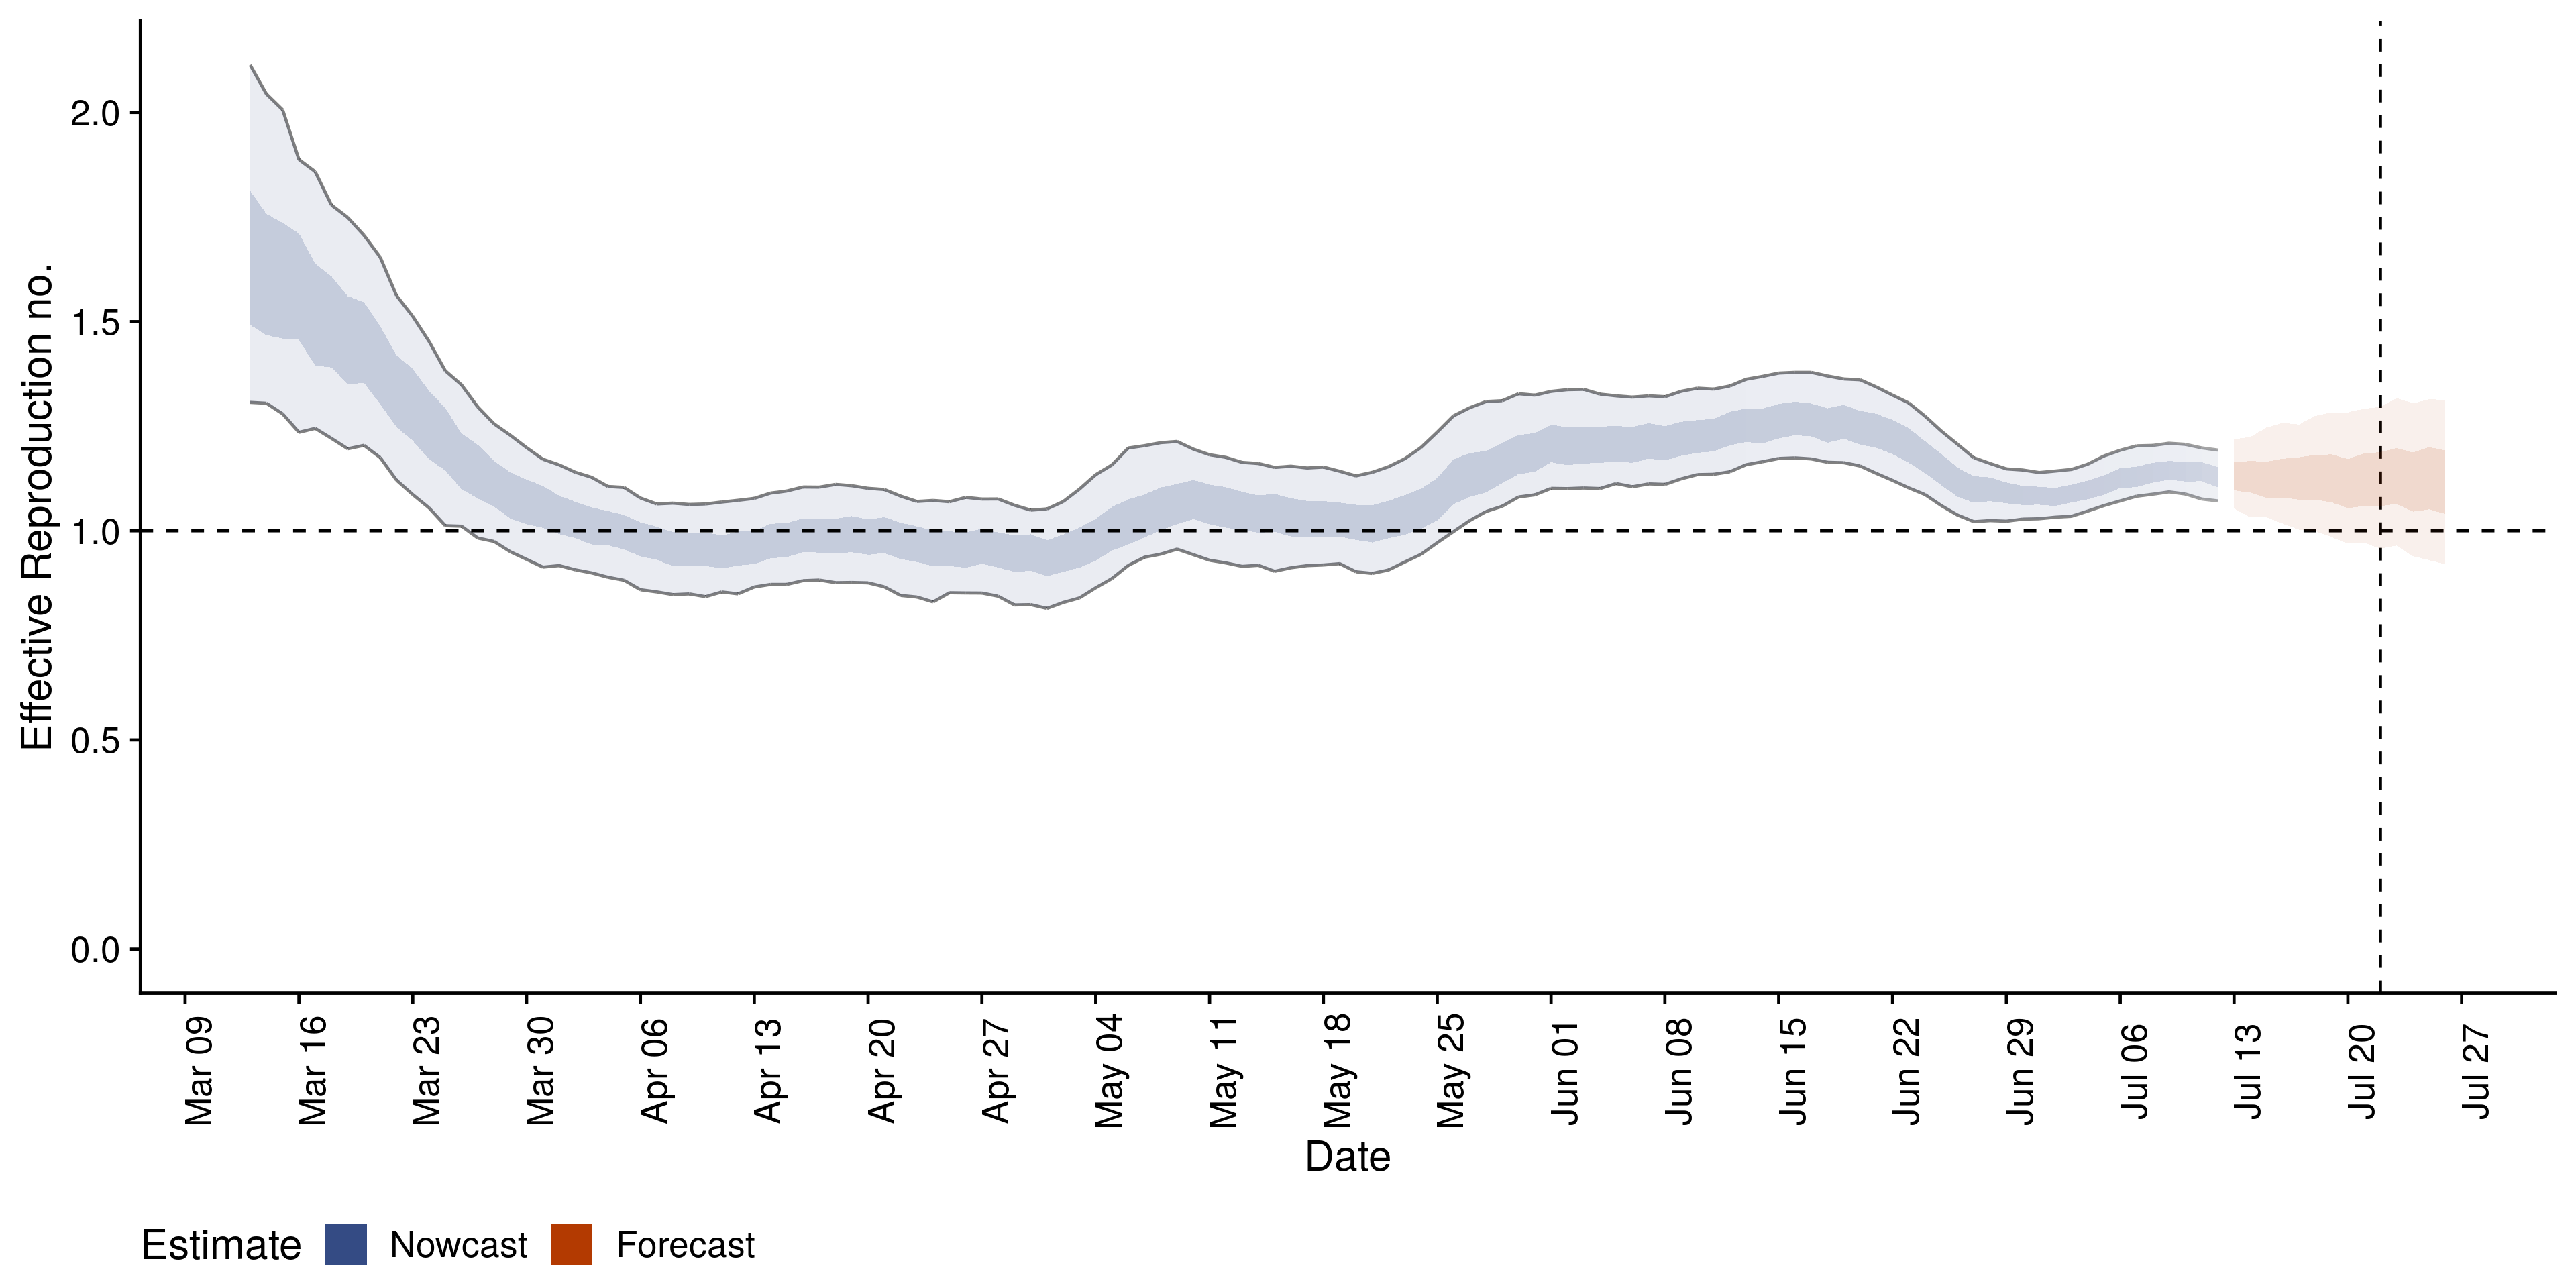 Effective Reproduction no.
2.0
1.5
1.0
0.5
0.0
Mar 09
Mar 16
Mar 23
Mar 30
Apr 06
Apr 13
Apr 20
Apr 27
May 04
May 11
May 18
May 25
Jun 01
Jun 08
Jun 15
Jun 22
Jun 29
Jul 06
Jul 13
Jul 20
Jul 27
Date
Estimate Nowcast Forecast